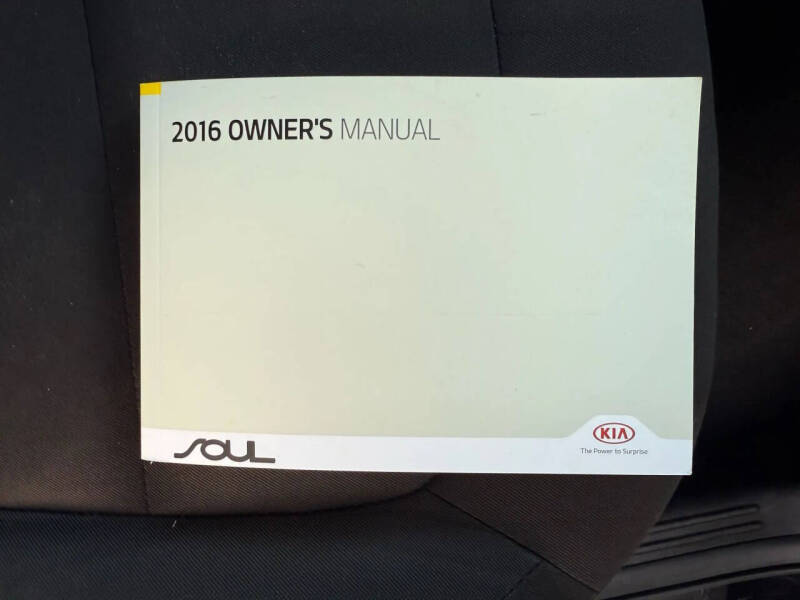 2016 OWNER'S MANUAL
SOUL
KIA
The Power to Surprise